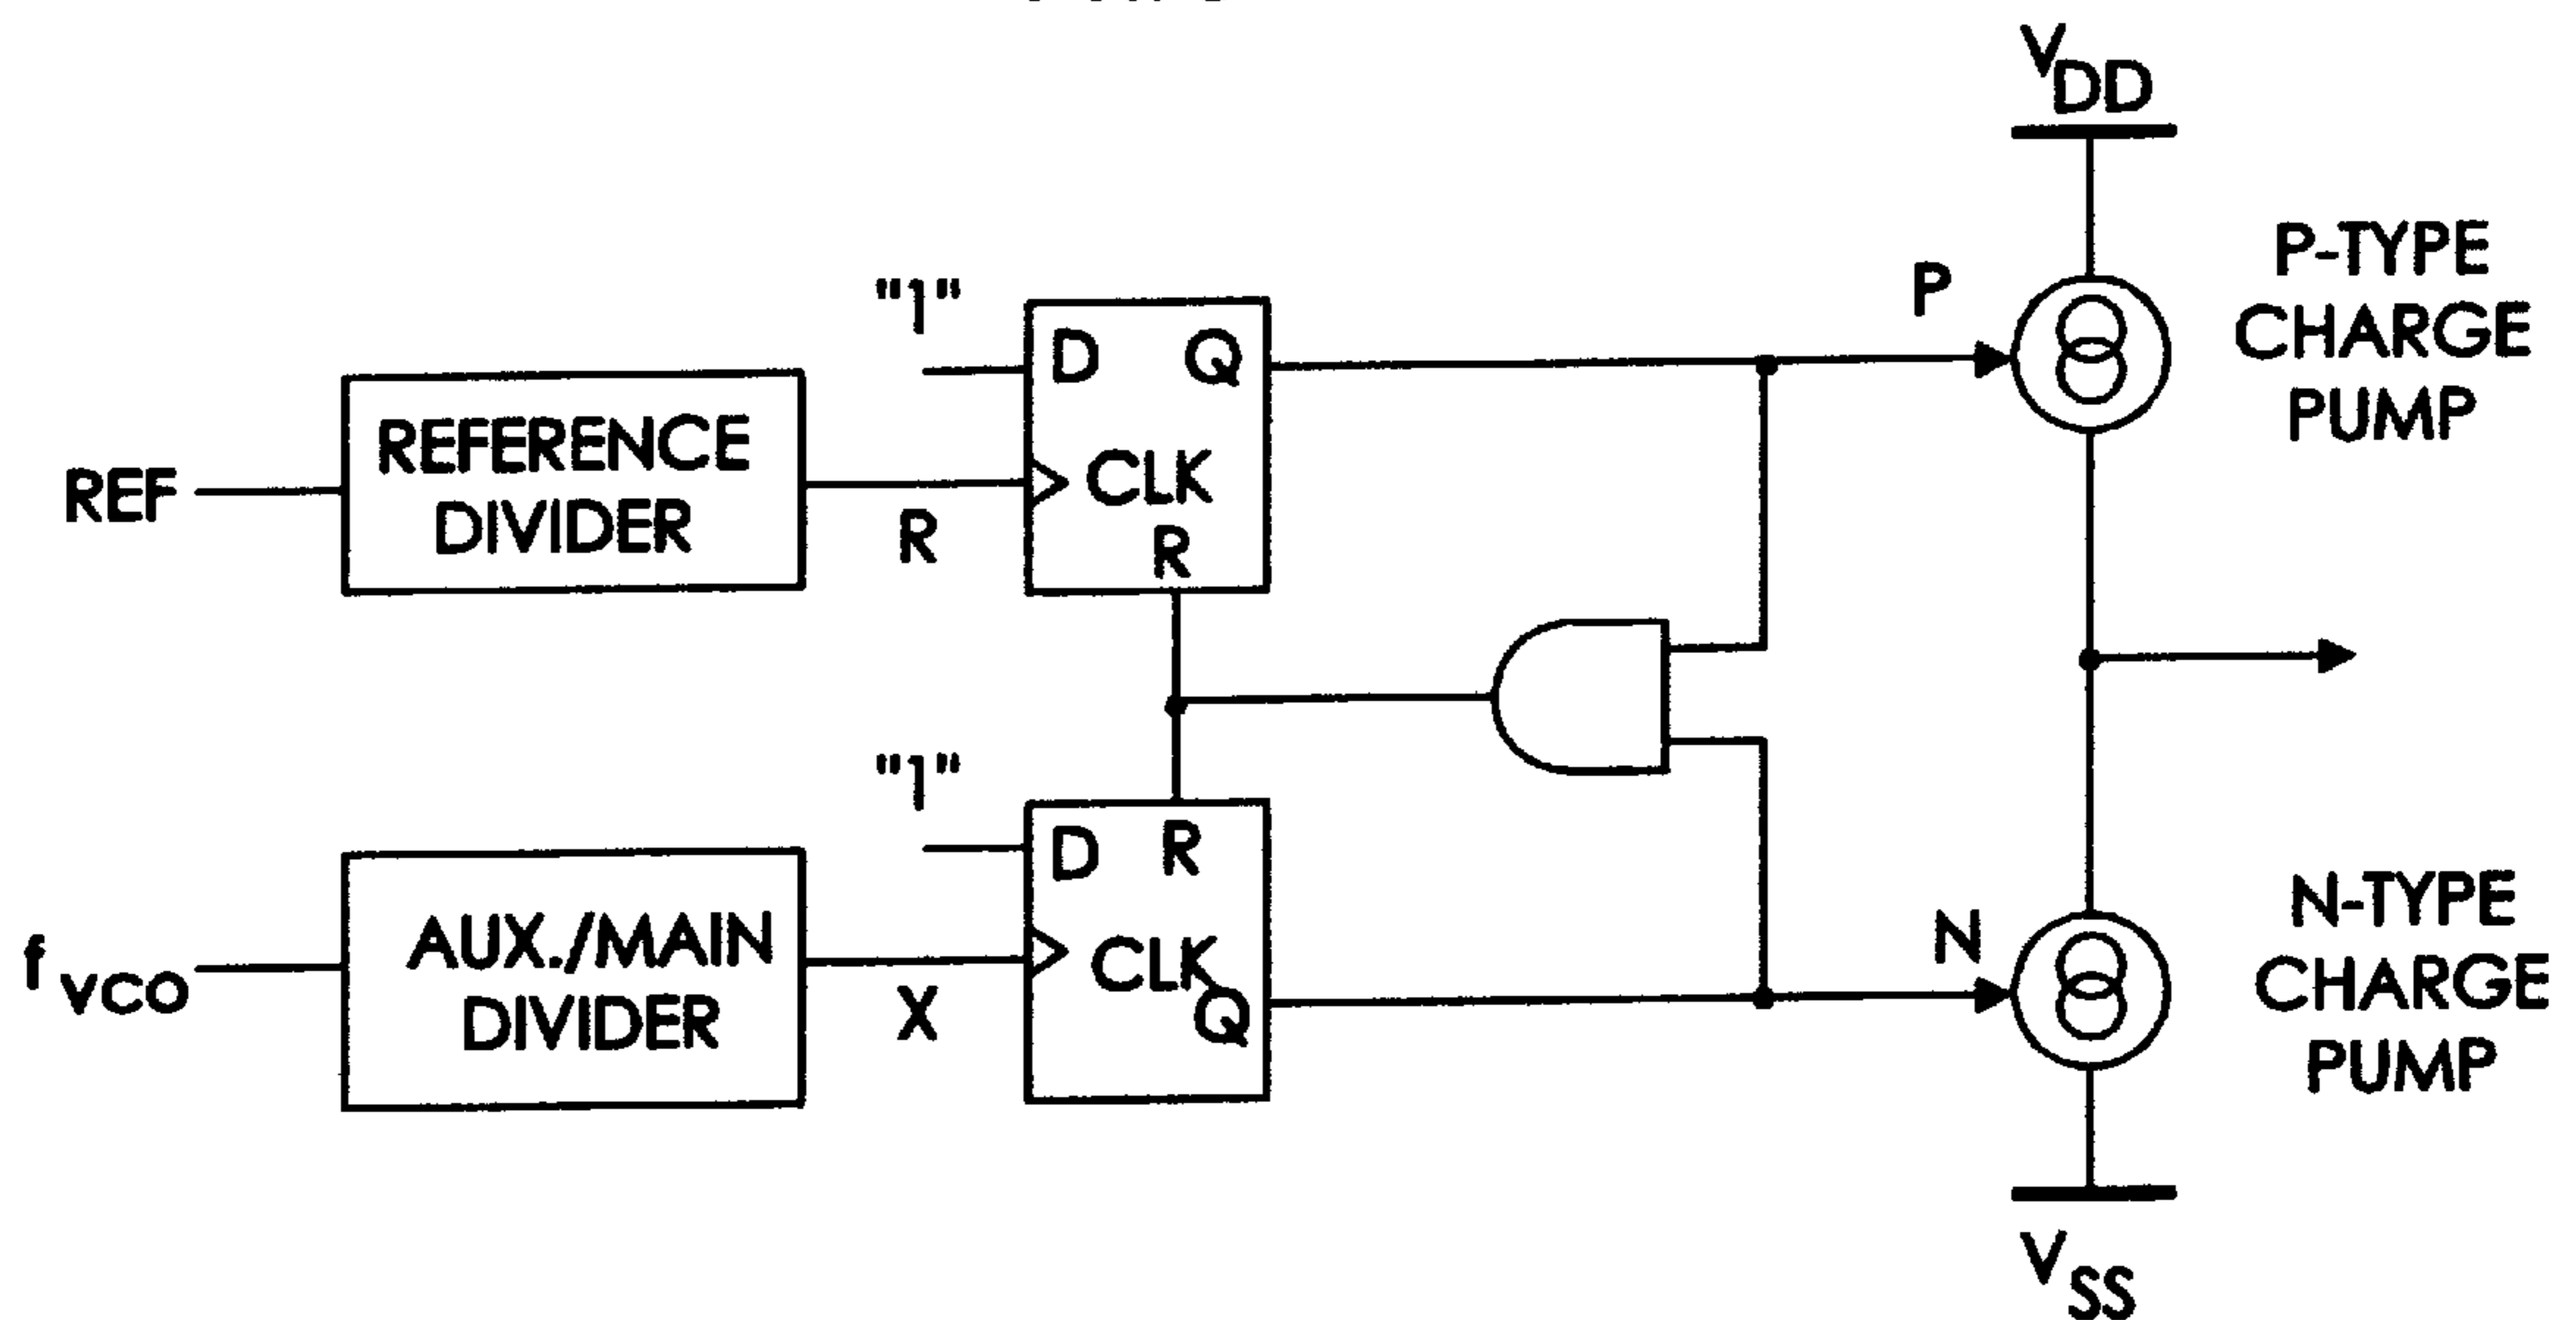 VDD
P-TYPE
CHARGE
PUMP
P
"1"
D Q
REFERENCE
DIVIDER
REF
CLK
R
R
"1"
D R
AUX./MAIN
DIVIDER
fVCO
CLK
X
Q
N
N-TYPE
CHARGE
PUMP
VSS